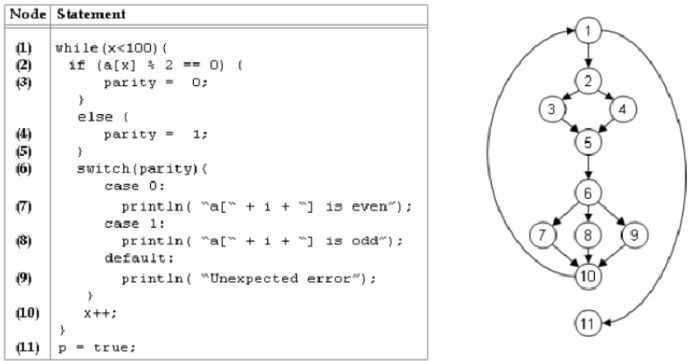 Node Statement
(1) while(x<100){
(2) if (a[x] % 2 == 0) {
(3) parity = 0;
}
else {
(4) parity = 1;
(5) }
(6) switch(parity){
case 0:
(7) println( "a[" + i + "] is even");
case 1:
(8) println( "a[" + i + "] is odd");
default:
(9) println( "Unexpected error");
}
(10) x++;
}
(11) p = true;
1
2
3 4
5
6
7 8 9
10
11